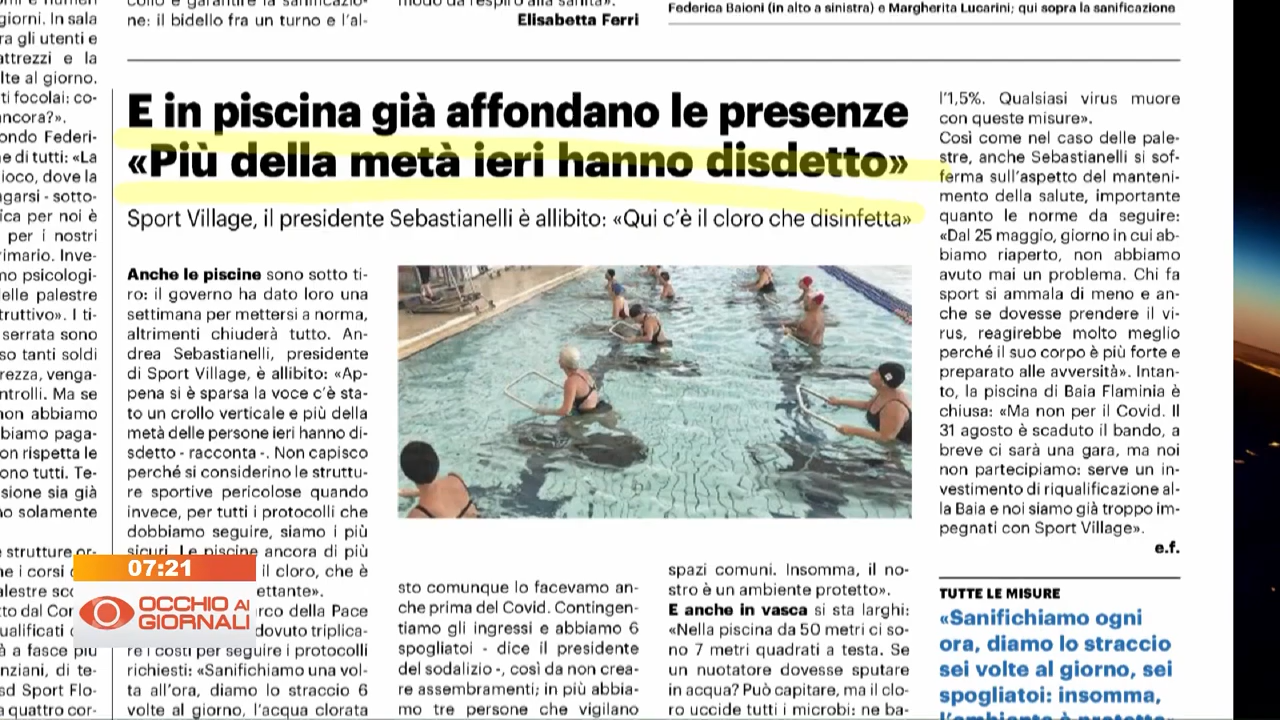 giorni. In sala
ra gli utenti e
attrezzi e la
lte al giorno.
ti focolai: co-
ancora?».
ondo Federi-
e di tutti: «La
ioco, dove la
ngarsi - sotto-
ica per noi è
per i nostri
rimario. Inve-
mo psicologi-
delle palestre
truttivo». I ti-
serrata sono
so tanti soldi
rezza, venga-
ntrolli. Ma se
non abbiamo
biamo paga-
on rispetta le
ono tutti. Te-
sione sia già
no solamente
strutture or-
e i corsi
alestre sco
tto dal Cor
ualificati
à a fasce più
nziani, di te-
sd Sport Flo-
a quattro cor-
ne: il bidello fra un turno e l'al-
Elisabetta Ferri
Federica Baioni (in alto a sinistra) e Margherita Lucarini; qui sopra la sanificazione
E in piscina già affondano le presenze
«Più della metà ieri hanno disdetto»
Sport Village, il presidente Sebastianelli è allibito: «Qui c'è il cloro che disinfetta»
Anche le piscine sono sotto ti-
ro: il governo ha dato loro una
settimana per mettersi a norma,
altrimenti chiuderà tutto. An-
drea Sebastianelli, presidente
di Sport Village, è allibito: «Ap-
pena si è sparsa la voce c'è sta-
to un crollo verticale e più della
metà delle persone ieri hanno di-
sdetto - racconta -. Non capisco
perché si considerino le struttu-
re sportive pericolose quando
invece, per tutti i protocolli che
dobbiamo seguire, siamo i più
sicuri. Le piscine ancora di più
il cloro, che è
ettante».
rco della Pace
dovuto triplica-
re i costi per seguire i protocolli
richiesti: «Sanifichiamo una vol-
ta all'ora, diamo lo straccio 6
volte al giorno, l'acqua clorata
sto comunque lo facevamo an-
che prima del Covid. Contingen-
tiamo gli ingressi e abbiamo 6
spogliatoi - dice il presidente
del sodalizio -, così da non crea-
re assembramenti; in più abbia-
mo tre persone che vigilano
spazi comuni. Insomma, il no-
stro è un ambiente protetto».
E anche in vasca si sta larghi:
«Nella piscina da 50 metri ci so-
no 7 metri quadrati a testa. Se
un nuotatore dovesse sputare
in acqua? Può capitare, ma il clo-
ro uccide tutti i microbi: ne ba-
l'1,5%. Qualsiasi virus muore
con queste misure».
Così come nel caso delle pale-
stre, anche Sebastianelli si sof-
ferma sull'aspetto del manteni-
mento della salute, importante
quanto le norme da seguire:
«Dal 25 maggio, giorno in cui ab-
biamo riaperto, non abbiamo
avuto mai un problema. Chi fa
sport si ammala di meno e an-
che se dovesse prendere il vi-
rus, reagirebbe molto meglio
perché il suo corpo è più forte e
preparato alle avversità». Intan-
to, la piscina di Baia Flaminia è
chiusa: «Ma non per il Covid. Il
31 agosto è scaduto il bando, a
breve ci sarà una gara, ma noi
non partecipiamo: serve un in-
vestimento di riqualificazione al-
la Baia e noi siamo già troppo im-
pegnati con Sport Village».
e.f.
TUTTE LE MISURE
«Sanifichiamo ogni
ora, diamo lo straccio
sei volte al giorno, sei
spogliatoi: insomma,
l'ambiente è protetto»
07:21
OCCHIO AI
GIORNALI